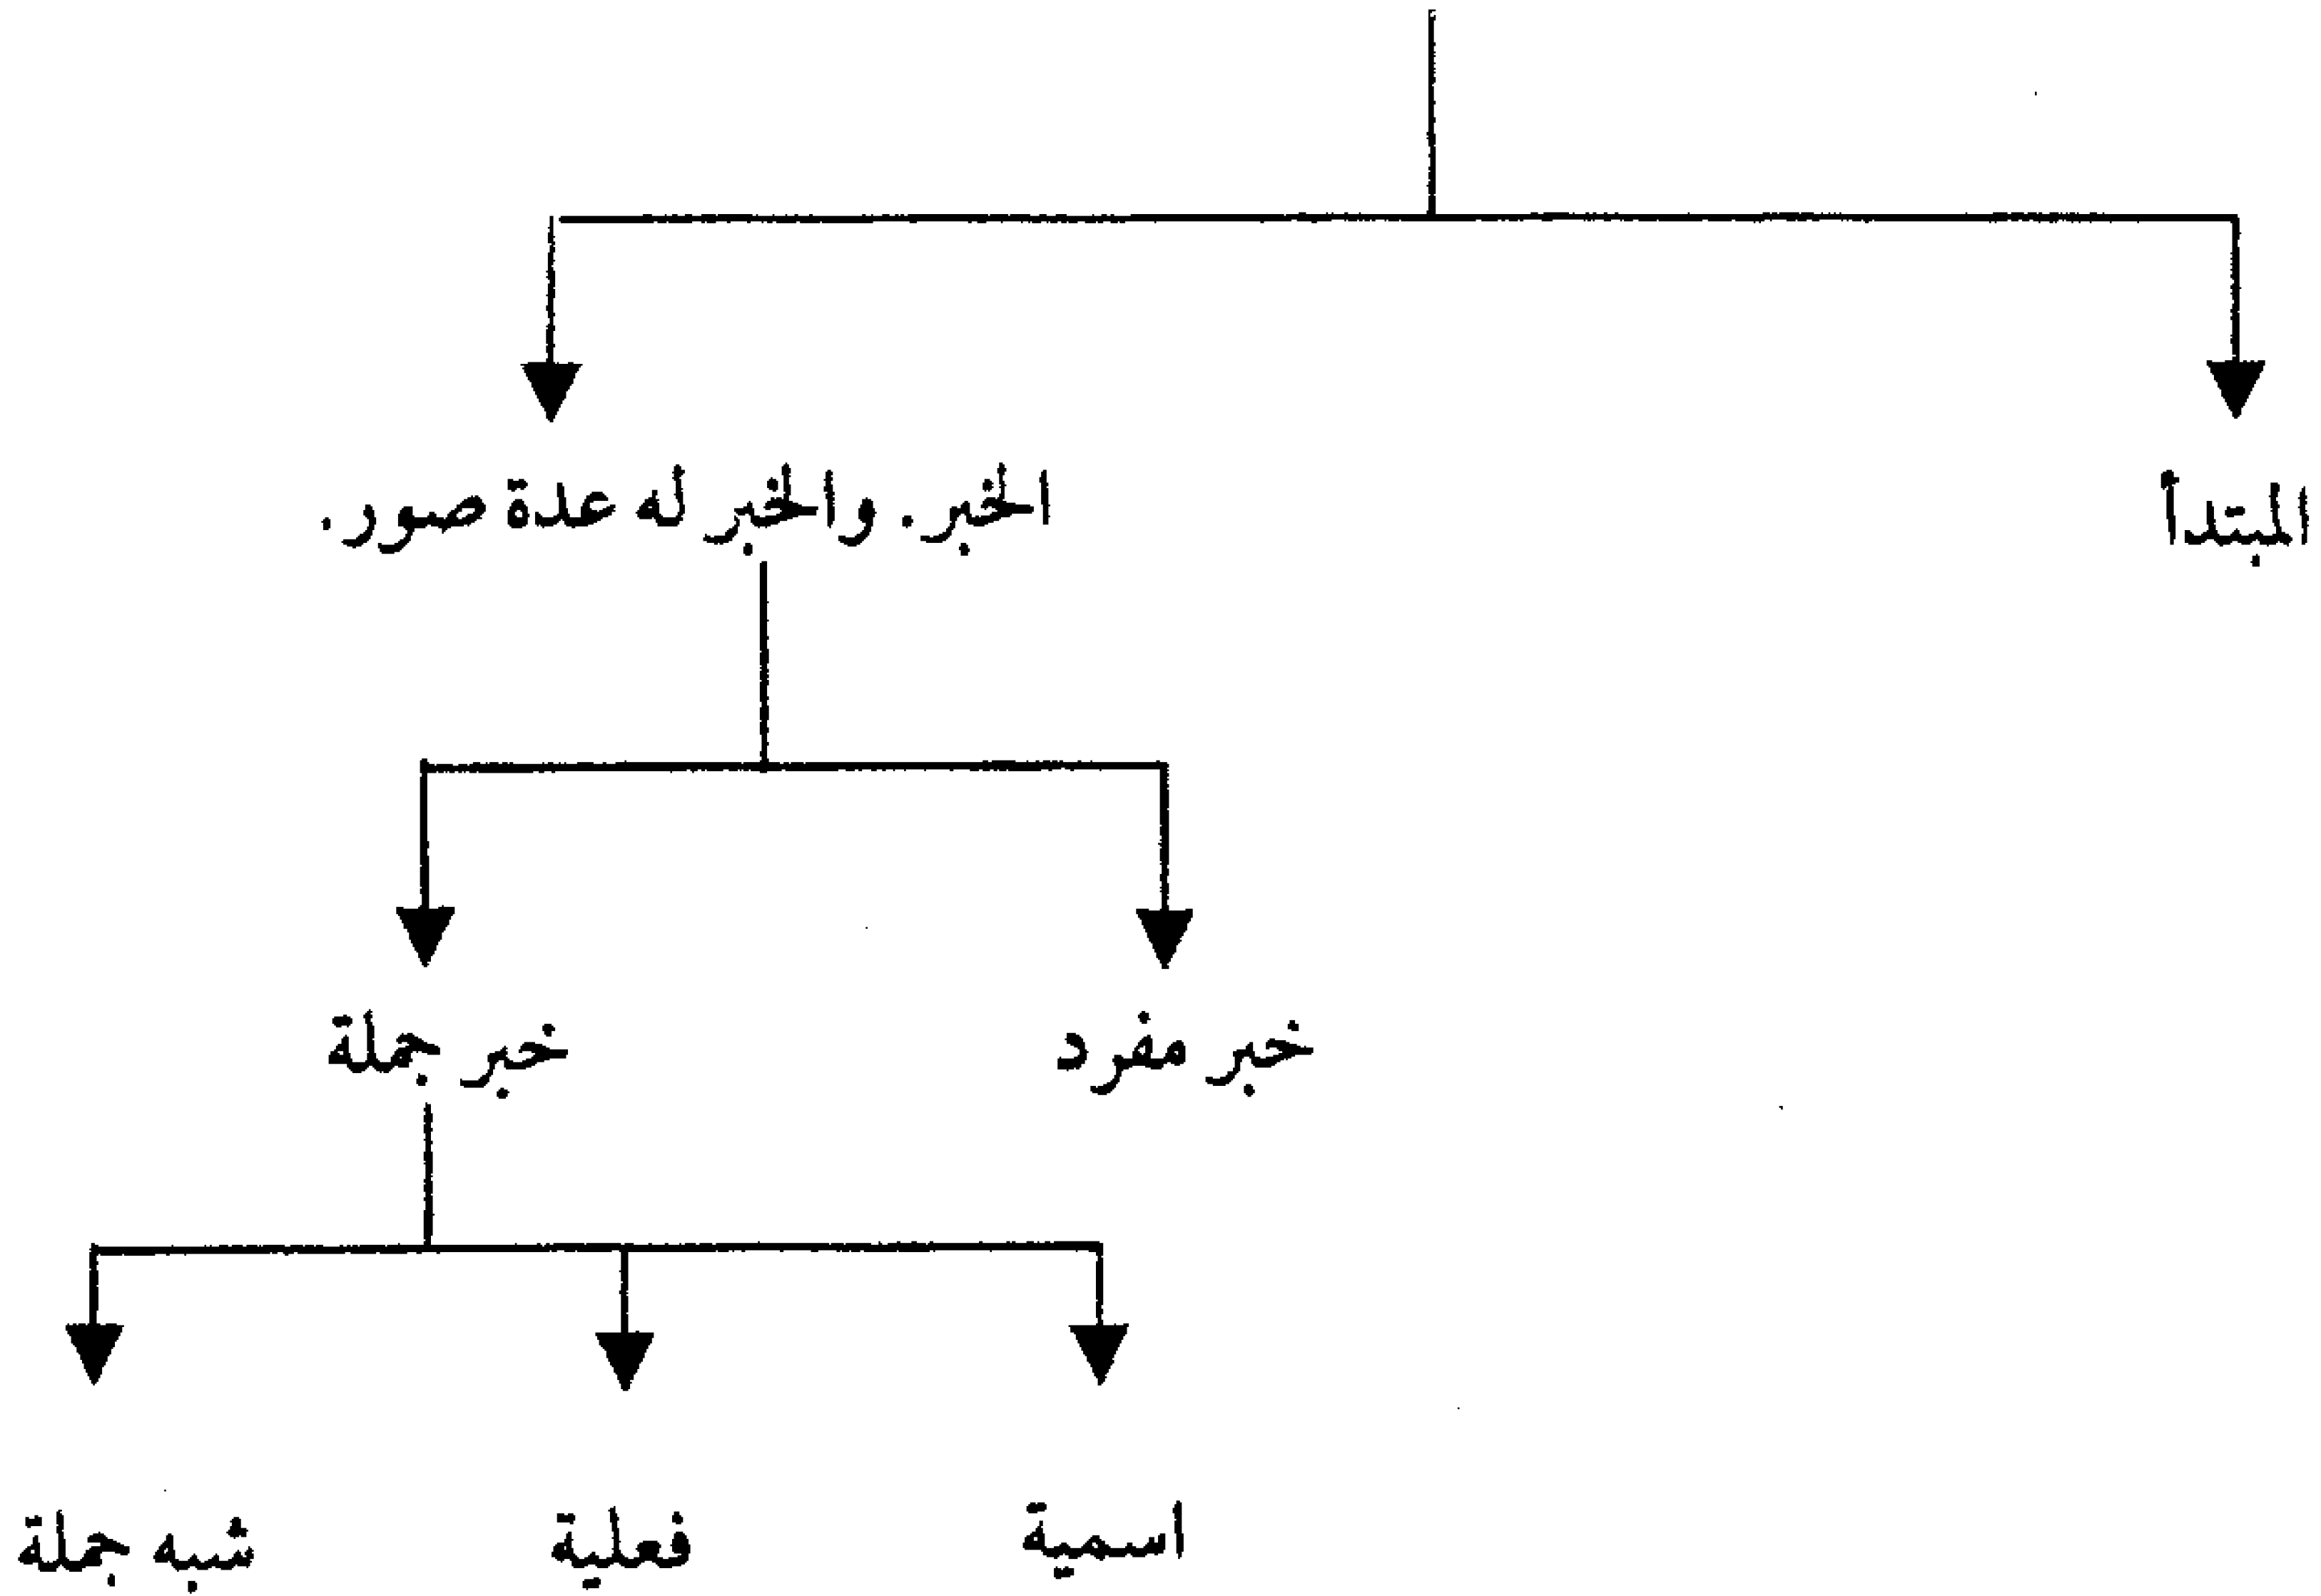 المبتدأ
الخبر. والخبر له عدة صور.
خبر مفرد
خبر جملة
اسمية
فعلية
شبه جملة